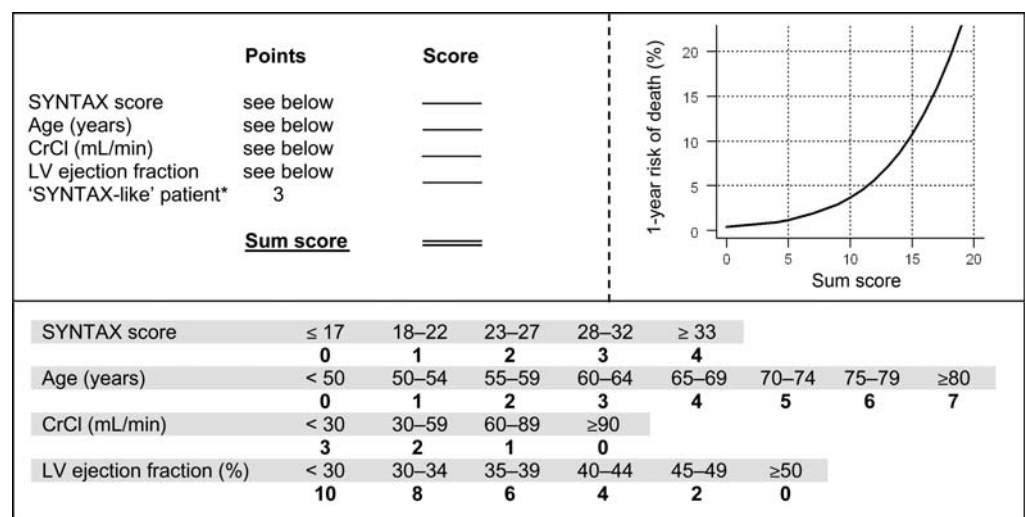 Points Score
SYNTAX score see below
Age (years) see below
CrCl (mL/min) see below
LV ejection fraction see below
‘SYNTAX-like’ patient* 3
Sum score
1-year risk of death (%)
20
15
10
5
0
0 5 10 15 20
Sum score
SYNTAX score ≤ 17 18–22 23–27 28–32 ≥ 33
0 1 2 3 4
Age (years) < 50 50–54 55–59 60–64 65–69 70–74 75–79 ≥80
0 1 2 3 4 5 6 7
CrCl (mL/min) < 30 30–59 60–89 ≥90
3 2 1 0
LV ejection fraction (%) < 30 30–34 35–39 40–44 45–49 ≥50
10 8 6 4 2 0